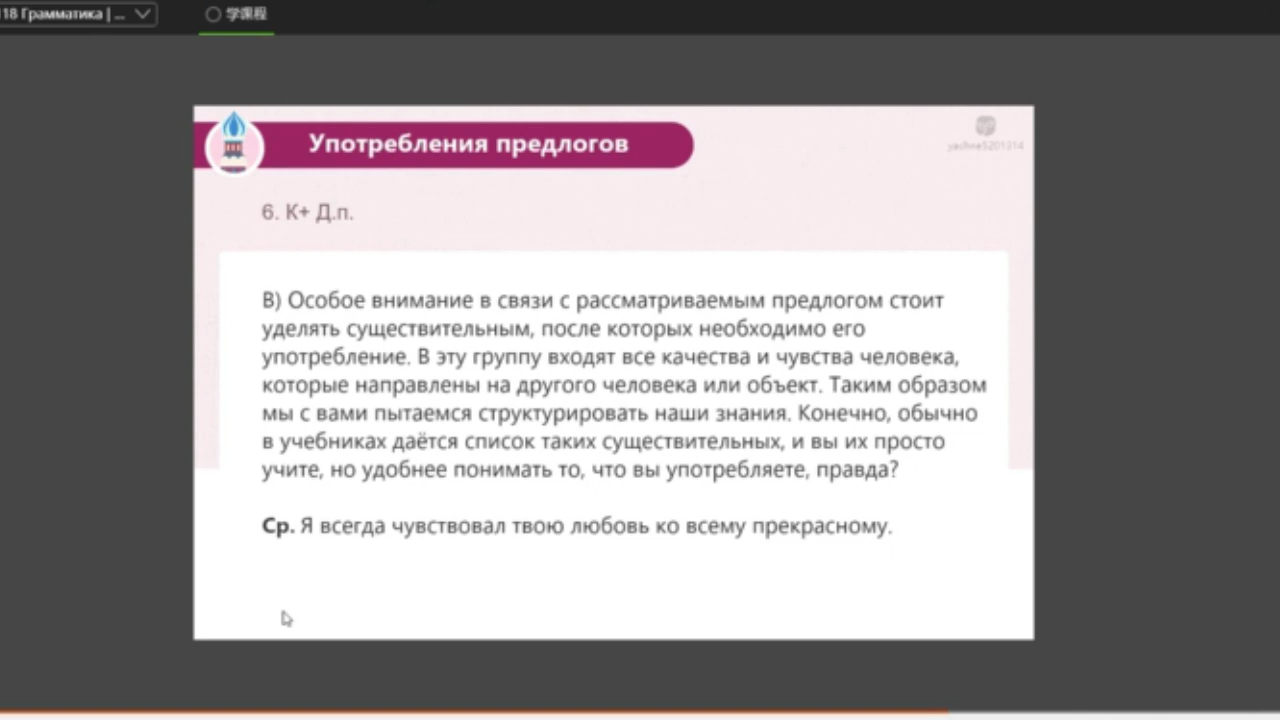 18 Грамматика | ...
学课程
Употребления предлогов
6. К+ Д.п.
В) Особое внимание в связи с рассматриваемым предлогом стоит
уделять существительным, после которых необходимо его
употребление. В эту группу входят все качества и чувства человека,
которые направлены на другого человека или объект. Таким образом
мы с вами пытаемся структурировать наши знания. Конечно, обычно
в учебниках даётся список таких существительных, и вы их просто
учите, но удобнее понимать то, что вы употребляете, правда?
Ср. Я всегда чувствовал твою любовь ко всему прекрасному.